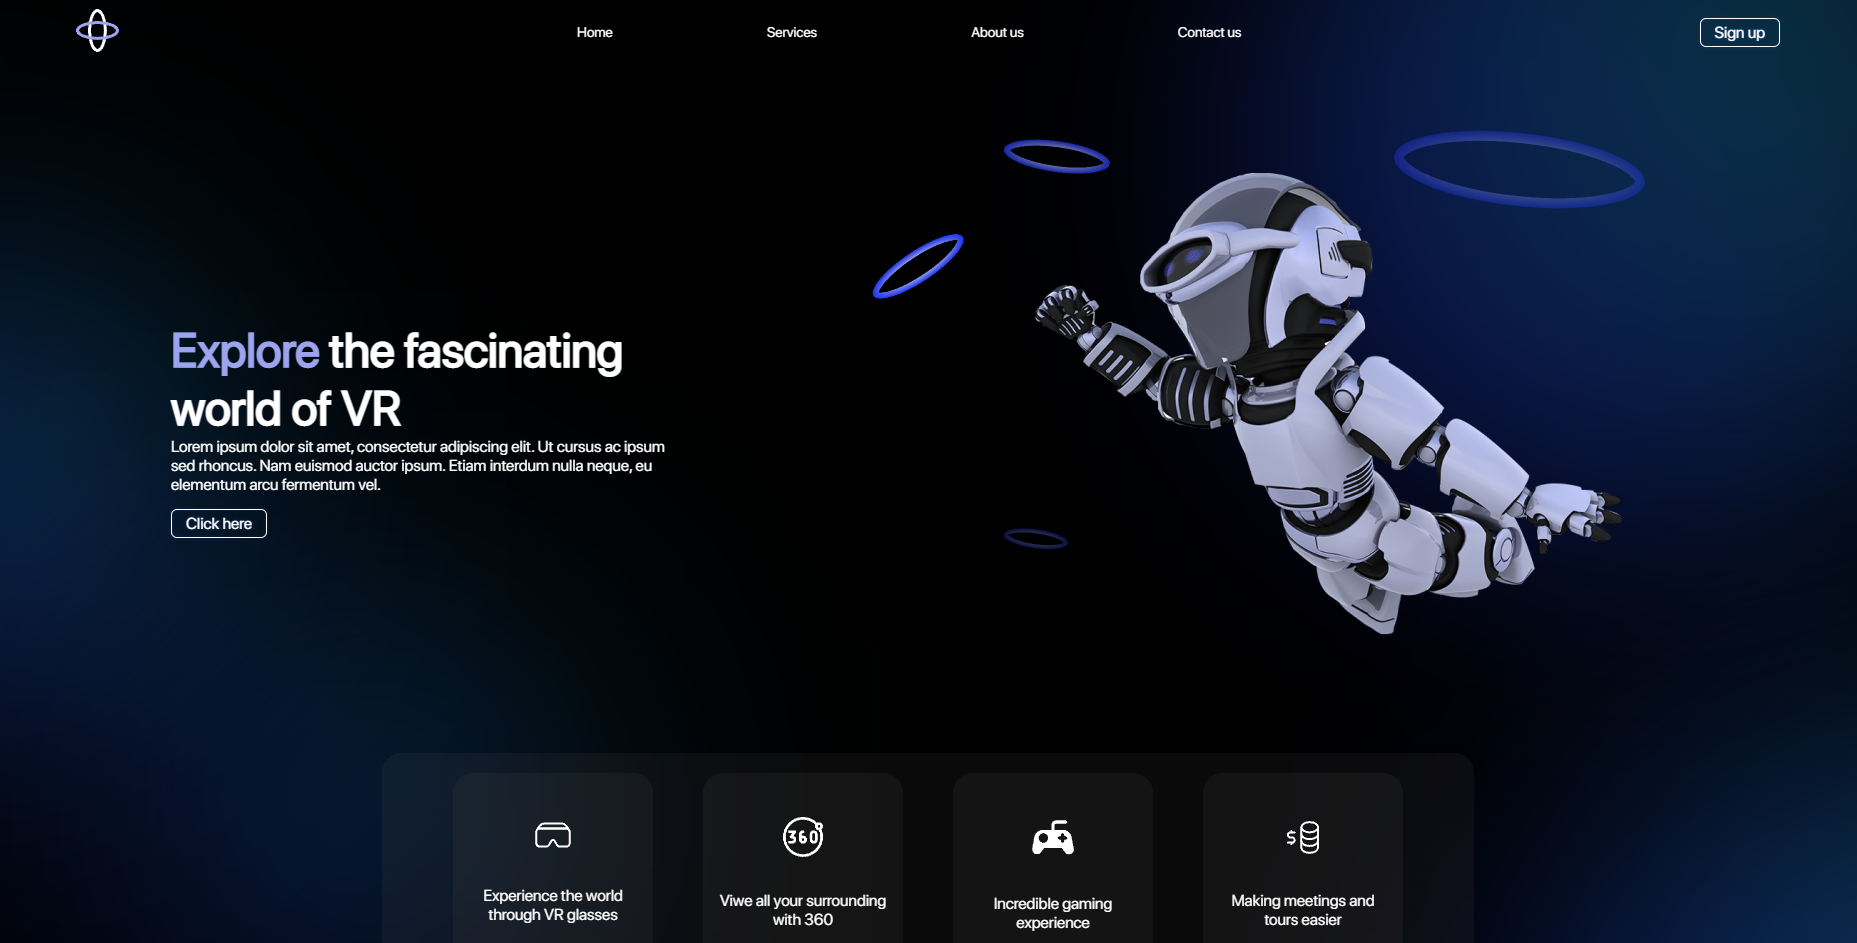 Home
Services
About us
Contact us
Sign up
Explore the fascinating
world of VR
Lorem ipsum dolor sit amet, consectetur adipiscing elit. Ut cursus ac ipsum
sed rhoncus. Nam euismod auctor ipsum. Etiam interdum nulla neque, eu
elementum arcu fermentum vel.
Click here
Experience the world
through VR glasses
360
Viwe all your surrounding
with 360
Incredible gaming
experience
$
Making meetings and
tours easier